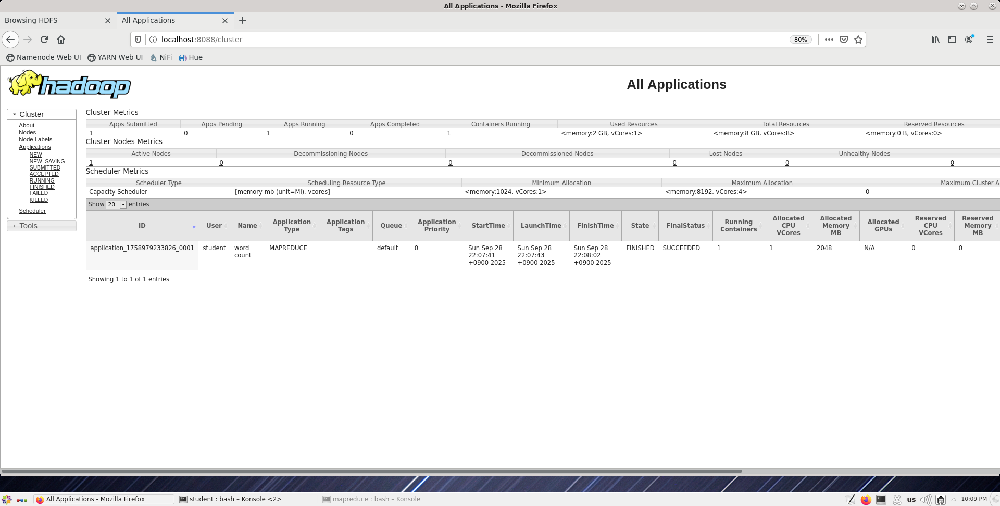 All Applications - Mozilla Firefox
Browsing HDFS
All Applications
localhost:8088/cluster
80%
Namenode Web UI
YARN Web UI
NiFi
Hue
hadoop
All Applications
Cluster
About
Nodes
Node Labels
Applications
NEW
NEW_SAVING
SUBMITTED
ACCEPTED
RUNNING
FINISHED
FAILED
KILLED
Scheduler
Tools
Cluster Metrics
Apps Submitted Apps Pending Apps Running Apps Completed Containers Running Used Resources Total Resources Reserved Resources
1 0 1 0 1 <memory:2 GB, vCores:1> <memory:8 GB, vCores:8> <memory:0 B, vCores:0>
Cluster Nodes Metrics
Active Nodes Decommissioning Nodes Decommissioned Nodes Lost Nodes Unhealthy Nodes
1 0 0 0 0 0
Scheduler Metrics
Scheduler Type Scheduling Resource Type Minimum Allocation Maximum Allocation Maximum Cluster A
Capacity Scheduler [memory-mb (unit=Mi), vcores] <memory:1024, vCores:1> <memory:8192, vCores:4> 0
Show 20 entries
ID User Name Application Type Application Tags Queue Application Priority StartTime LaunchTime FinishTime State FinalStatus Running Containers Allocated CPU VCores Allocated Memory MB Allocated GPUs Reserved CPU VCores Reserved Memory MB
application_1758979233826_0001 student word count MAPREDUCE default 0 Sun Sep 28 22:07:41 +0900 2025 Sun Sep 28 22:07:43 +0900 2025 Sun Sep 28 22:08:02 +0900 2025 FINISHED SUCCEEDED 1 1 2048 N/A 0 0
Showing 1 to 1 of 1 entries
All Applications - Mozilla Firefox
student : bash – Konsole <2>
mapreduce : bash – Konsole
us
10:09 PM